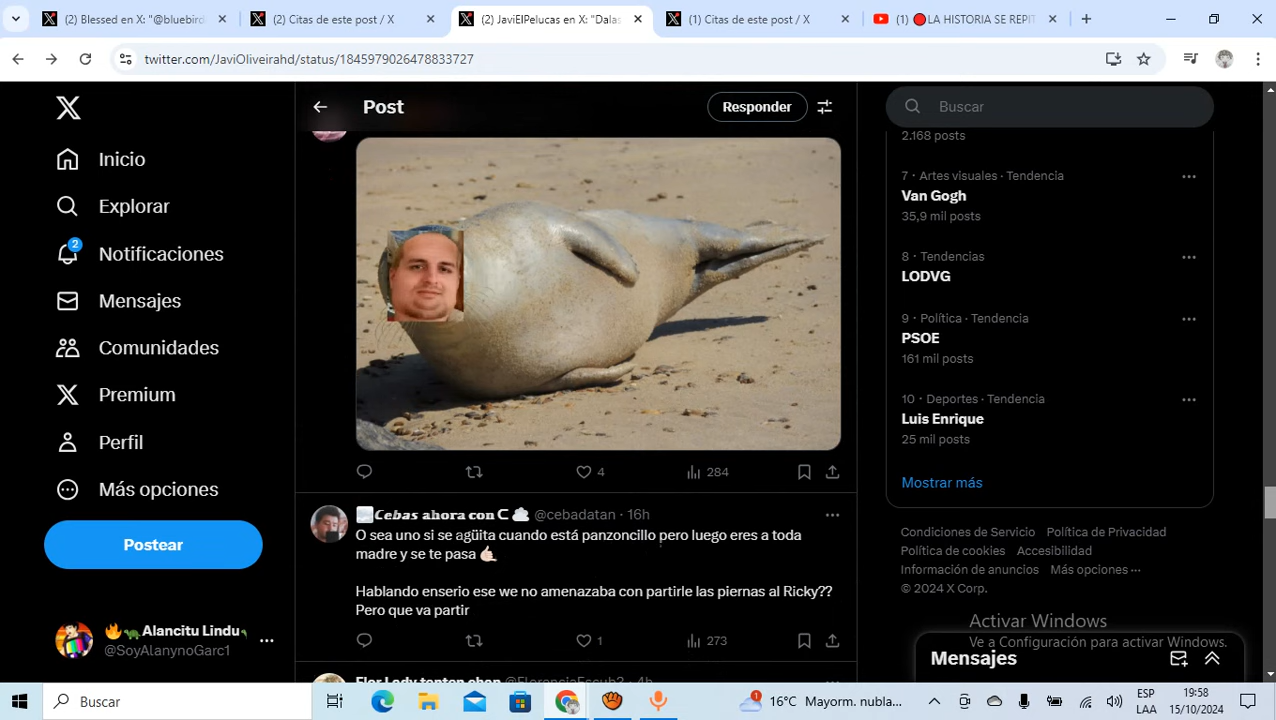 (2) Blessed en X: "@bluebird
(2) Citas de este post / X
(2) JaviElPelucas en X: "Dalas
(1) Citas de este post / X
(1) 🔴LA HISTORIA SE REPIT
twitter.com/JaviOliveirahd/status/1845979026478833727
Post
Responder
Buscar
Inicio
Explorar
2
Notificaciones
Mensajes
Comunidades
Premium
Perfil
Más opciones
Postear
🔥🐢Alancitu Lindu
@SoyAlanynoGarc1
4
284
Cebas ahora con C @cebadatan · 16h
O sea uno si se agüita cuando está panzoncillo pero luego eres a toda
madre y se te pasa 🤙🏻
Hablando enserio ese we no amenazaba con partirle las piernas al Ricky??
Pero que va partir
1
273
Flor Lady tenten chan @FlorenciaEscub3 · 4h
2.168 posts
7 · Artes visuales · Tendencia
Van Gogh
35,9 mil posts
8 · Tendencias
LODVG
9 · Política · Tendencia
PSOE
161 mil posts
10 · Deportes · Tendencia
Luis Enrique
25 mil posts
Mostrar más
Condiciones de Servicio Política de Privacidad
Política de cookies Accesibilidad
Información de anuncios Más opciones ···
© 2024 X Corp.
Activar Windows
Ve a Configuración para activar Windows.
Mensajes
Buscar
1
16°C Mayorm. nubla...
ESP
LAA
19:58
15/10/2024